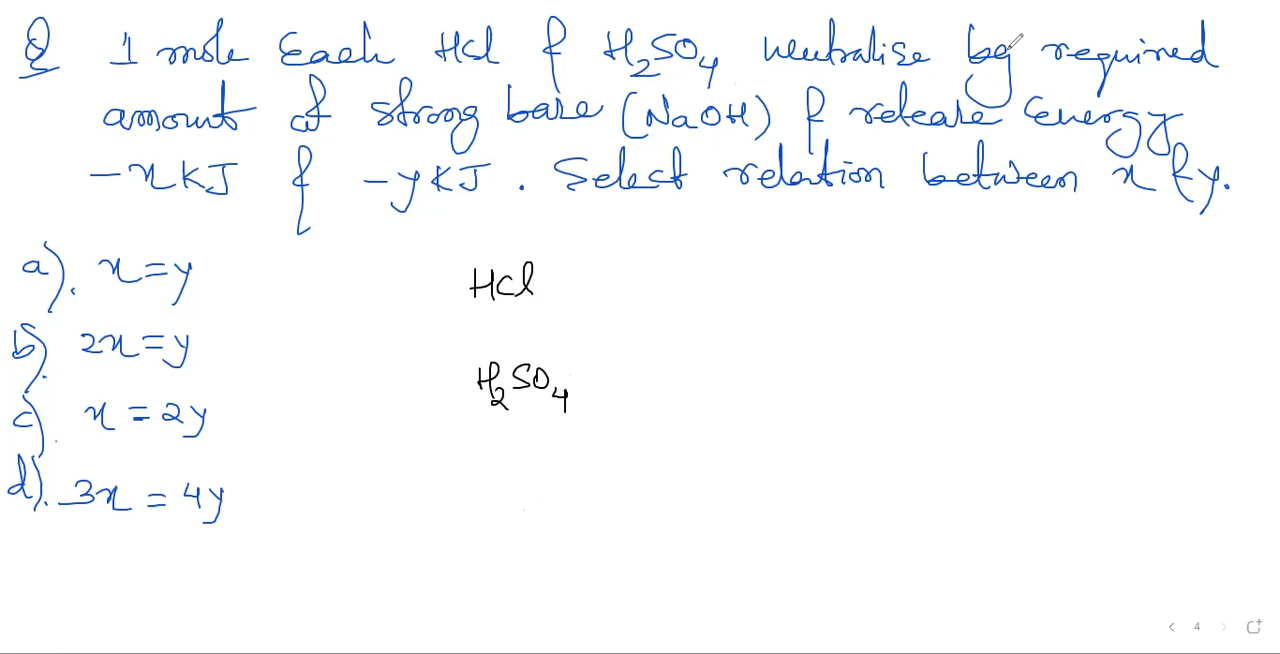 Q 1 mole Each HCl & H2SO4 neutralise by required
amount of strong base (NaOH) & release Energy
-x KJ & -y KJ. Select relation between x & y.
a). x=y
HCl
b). 2x=y
H2SO4
c). x = 2y
d). 3x = 4y
< 4 >